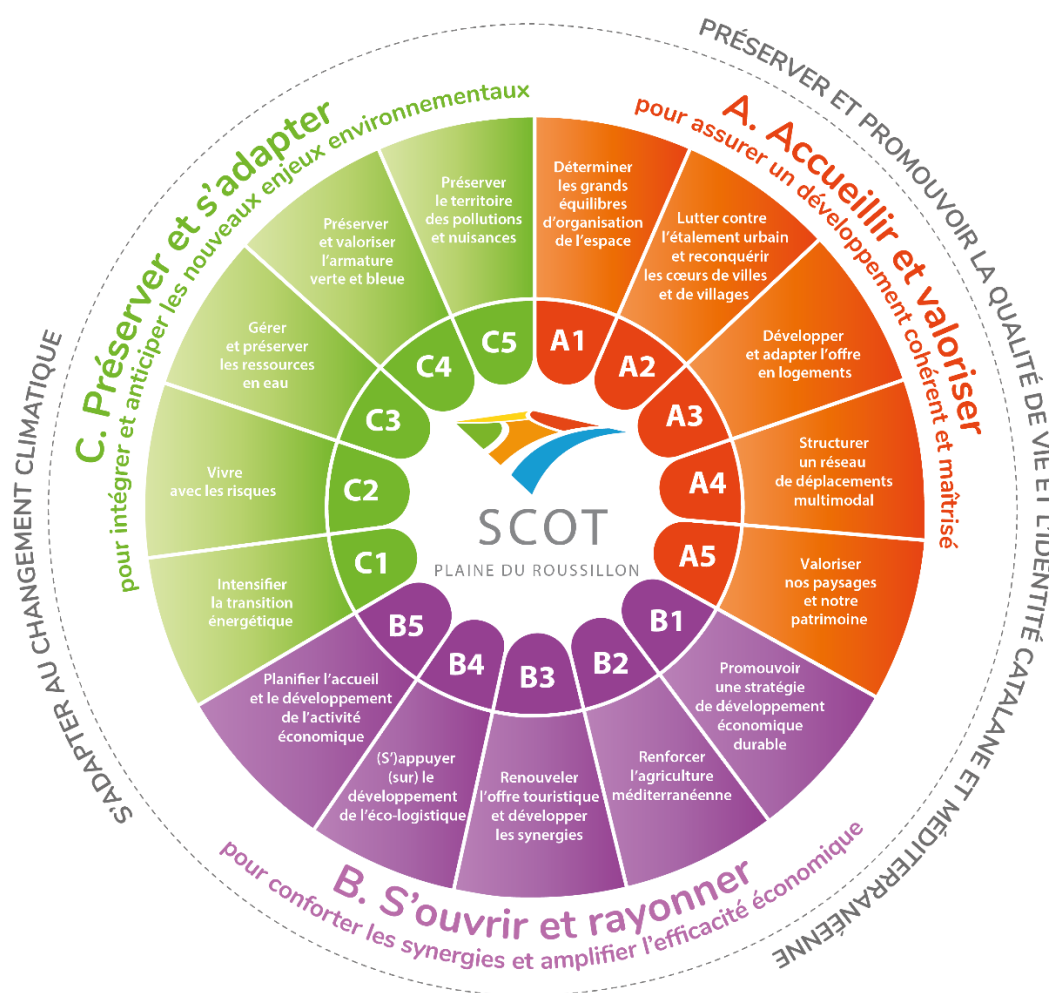 PRÉSERVER ET PROMOUVOIR LA QUALITÉ DE VIE ET L'IDENTITÉ CATALANE ET MÉDITERRANÉENNE
S'ADAPTER AU CHANGEMENT CLIMATIQUE
A. Accueillir et valoriser
pour assurer un développement cohérent et maîtrisé
A1
Déterminer
les grands
équilibres
d'organisation
de l'espace
A2
Lutter contre
l'étalement urbain
et reconquérir
les cœurs de villes
et de villages
A3
Développer
et adapter l'offre
en logements
A4
Structurer
un réseau
de déplacements
multimodal
A5
Valoriser
nos paysages
et notre
patrimoine
B. S'ouvrir et rayonner
pour conforter les synergies et amplifier l'efficacité économique
B1
Promouvoir
une stratégie
de développement
économique
durable
B2
Renforcer
l'agriculture
méditerranéenne
B3
Renouveler
l'offre touristique
et développer
les synergies
B4
(S')appuyer
(sur) le
développement
de l'éco-logistique
B5
Planifier l'accueil
et le développement
de l'activité
économique
C. Préserver et s'adapter
pour intégrer et anticiper les nouveaux enjeux environnementaux
C1
Intensifier
la transition
énergétique
C2
Vivre
avec les risques
C3
Gérer
et préserver
les ressources
en eau
C4
Préserver
et valoriser
l'armature
verte et bleue
C5
Préserver
le territoire
des pollutions
et nuisances
SCOT
PLAINE DU ROUSSILLON